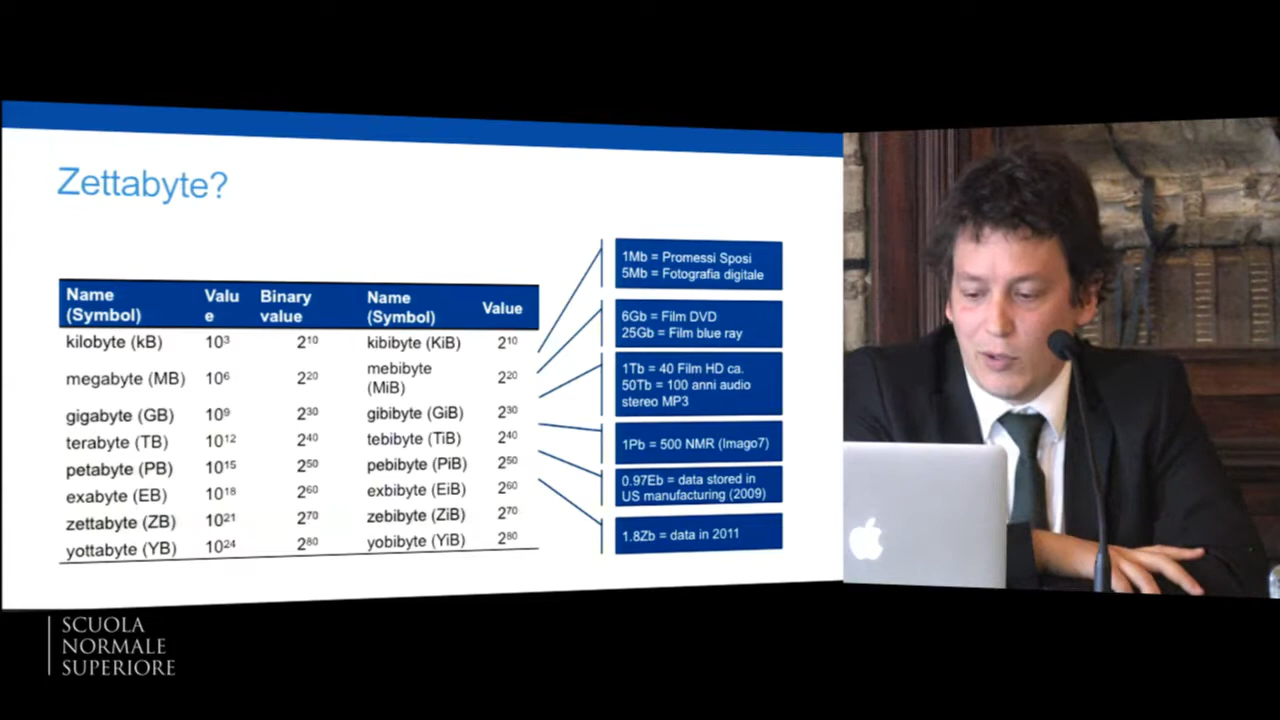 Zettabyte?
Name (Symbol) Valu e Binary value Name (Symbol) Value
kilobyte (kB) 10³ 2¹⁰ kibibyte (KiB) 2¹⁰
megabyte (MB) 10⁶ 2²⁰ mebibyte (MiB) 2²⁰
gigabyte (GB) 10⁹ 2³⁰ gibibyte (GiB) 2³⁰
terabyte (TB) 10¹² 2⁴⁰ tebibyte (TiB) 2⁴⁰
petabyte (PB) 10¹⁵ 2⁵⁰ pebibyte (PiB) 2⁵⁰
exabyte (EB) 10¹⁸ 2⁶⁰ exbibyte (EiB) 2⁶⁰
zettabyte (ZB) 10²¹ 2⁷⁰ zebibyte (ZiB) 2⁷⁰
yottabyte (YB) 10²⁴ 2⁸⁰ yobibyte (YiB) 2⁸⁰
1Mb = Promessi Sposi
5Mb = Fotografia digitale
6Gb = Film DVD
25Gb = Film blue ray
1Tb = 40 Film HD ca.
50Tb = 100 anni audio
stereo MP3
1Pb = 500 NMR (Imago7)
0.97Eb = data stored in
US manufacturing (2009)
1.8Zb = data in 2011
SCUOLA
NORMALE
SUPERIORE